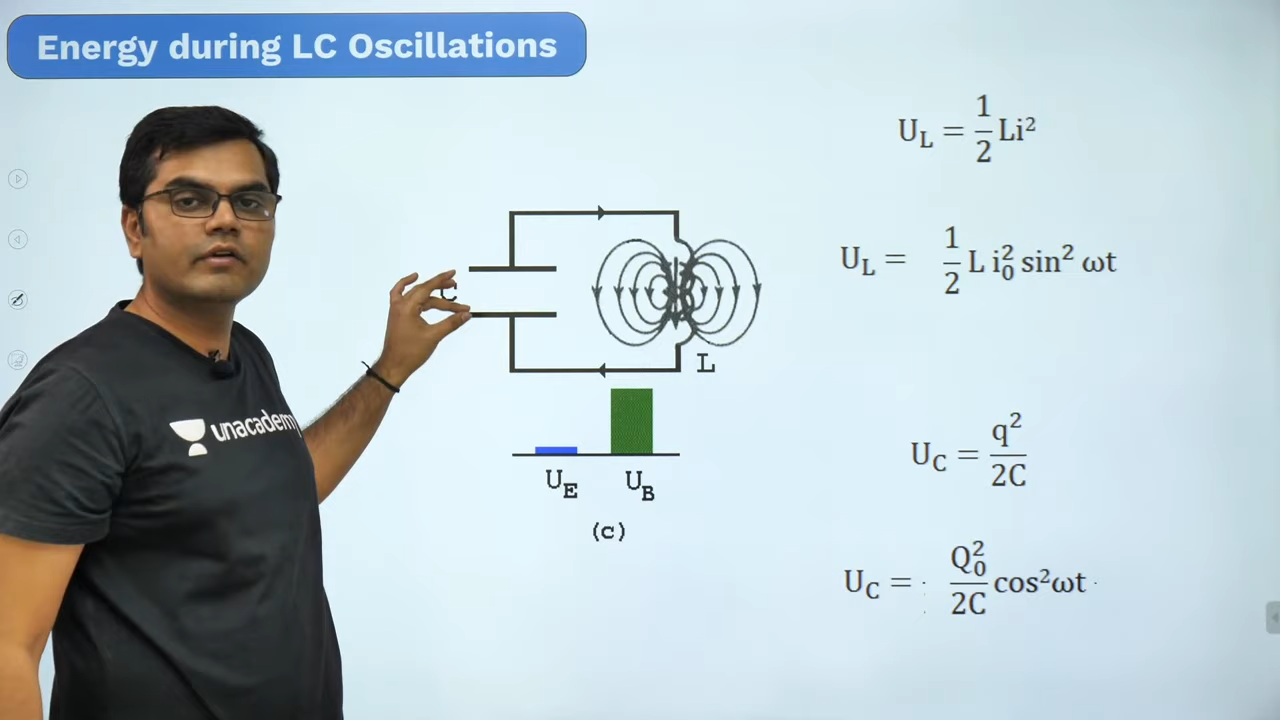 Energy during LC Oscillations
U_L = 1/2 Li²
U_L = 1/2 L i₀² sin² ωt
C
L
unacademy
U_E U_B
(c)
U_C = q²/2C
U_C = Q₀²/2C cos²ωt